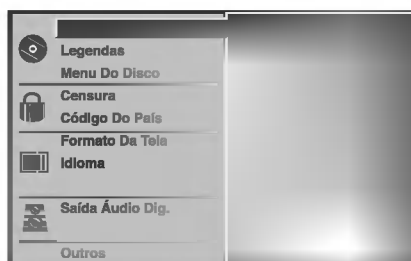 Legendas
Menu Do Disco
Censura
Código Do País
Formato Da Tela
Idioma
Saída Áudio Dig.
Outros